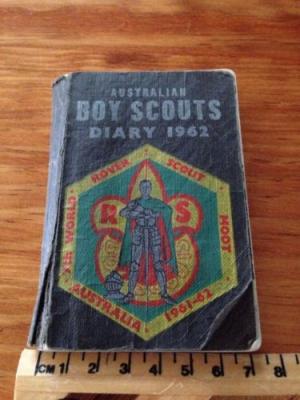 AUSTRALIAN
BOY SCOUTS
DIARY 1962
7th WORLD · ROVER · SCOUT · MOOT
R S
AUSTRALIA · 1961-62
CM 1 2 3 4 5 6 7 8